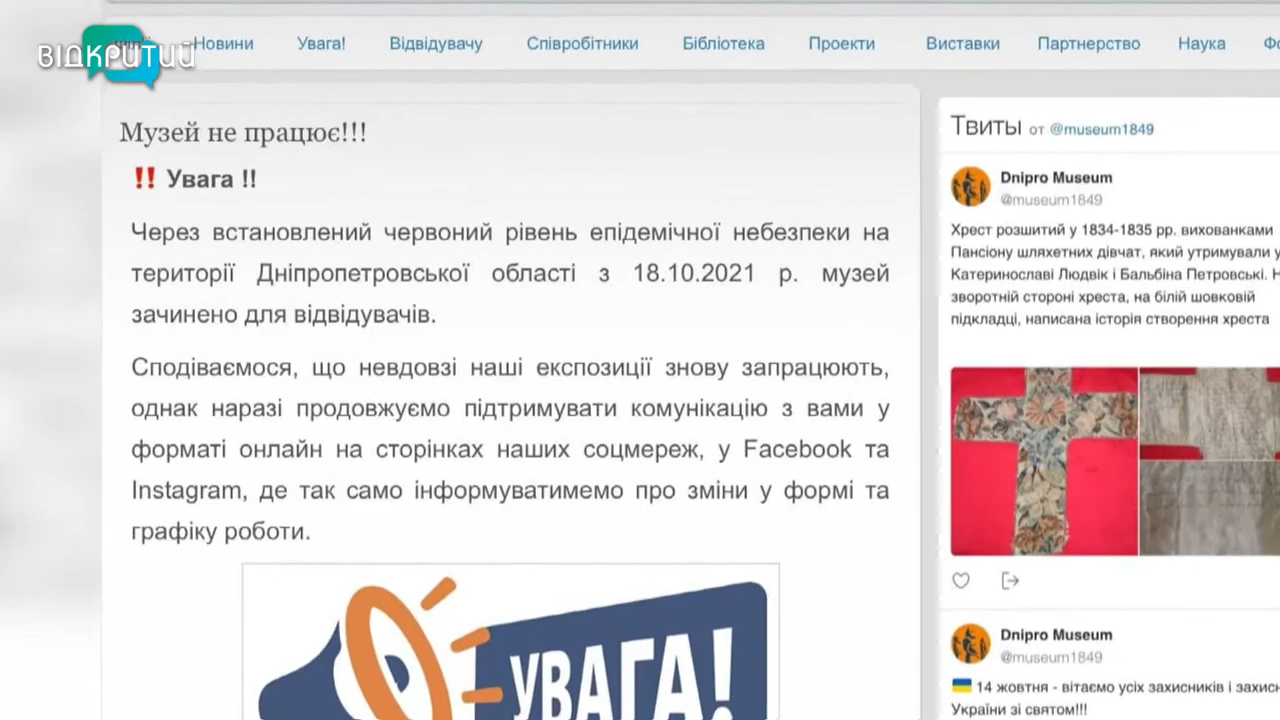 ВІДКРИТИЙ
Новини Увага! Відвідувачу Співробітники Бібліотека Проекти Виставки Партнерство Наука
Музей не працює!!!
‼ Увага !!
Через встановлений червоний рівень епідемічної небезпеки на
території Дніпропетровської області з 18.10.2021 р. музей
зачинено для відвідувачів.
Сподіваємося, що невдовзі наші експозиції знову запрацюють,
однак наразі продовжуємо підтримувати комунікацію з вами у
форматі онлайн на сторінках наших соцмереж, у Facebook та
Instagram, де так само інформуватимемо про зміни у формі та
графіку роботи.
УВАГА!
Твиты от @museum1849
Dnipro Museum
@museum1849
Хрест розшитий у 1834-1835 рр. вихованками
Пансіону шляхетних дівчат, який утримували у
Катеринославі Людвік і Бальбіна Петровські.
зворотній стороні хреста, на білій шовковій
підкладці, написана історія створення хреста
Dnipro Museum
@museum1849
🇺🇦 14 жовтня - вітаємо усіх захисників і
України зі святом!!!